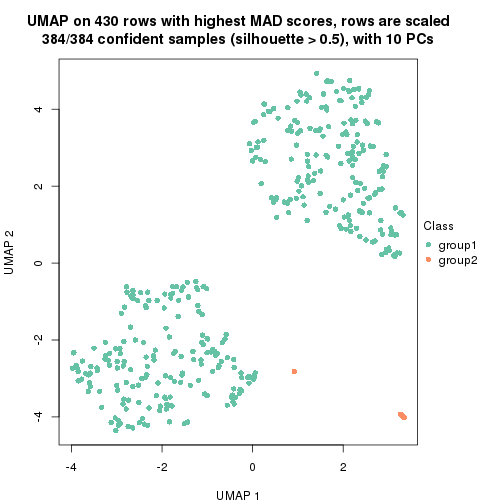 UMAP on 430 rows with highest MAD scores, rows are scaled
384/384 confident samples (silhouette > 0.5), with 10 PCs
4
2
0
-2
-4
UMAP 2
-4
-2
0
2
UMAP 1
Class
group1
group2